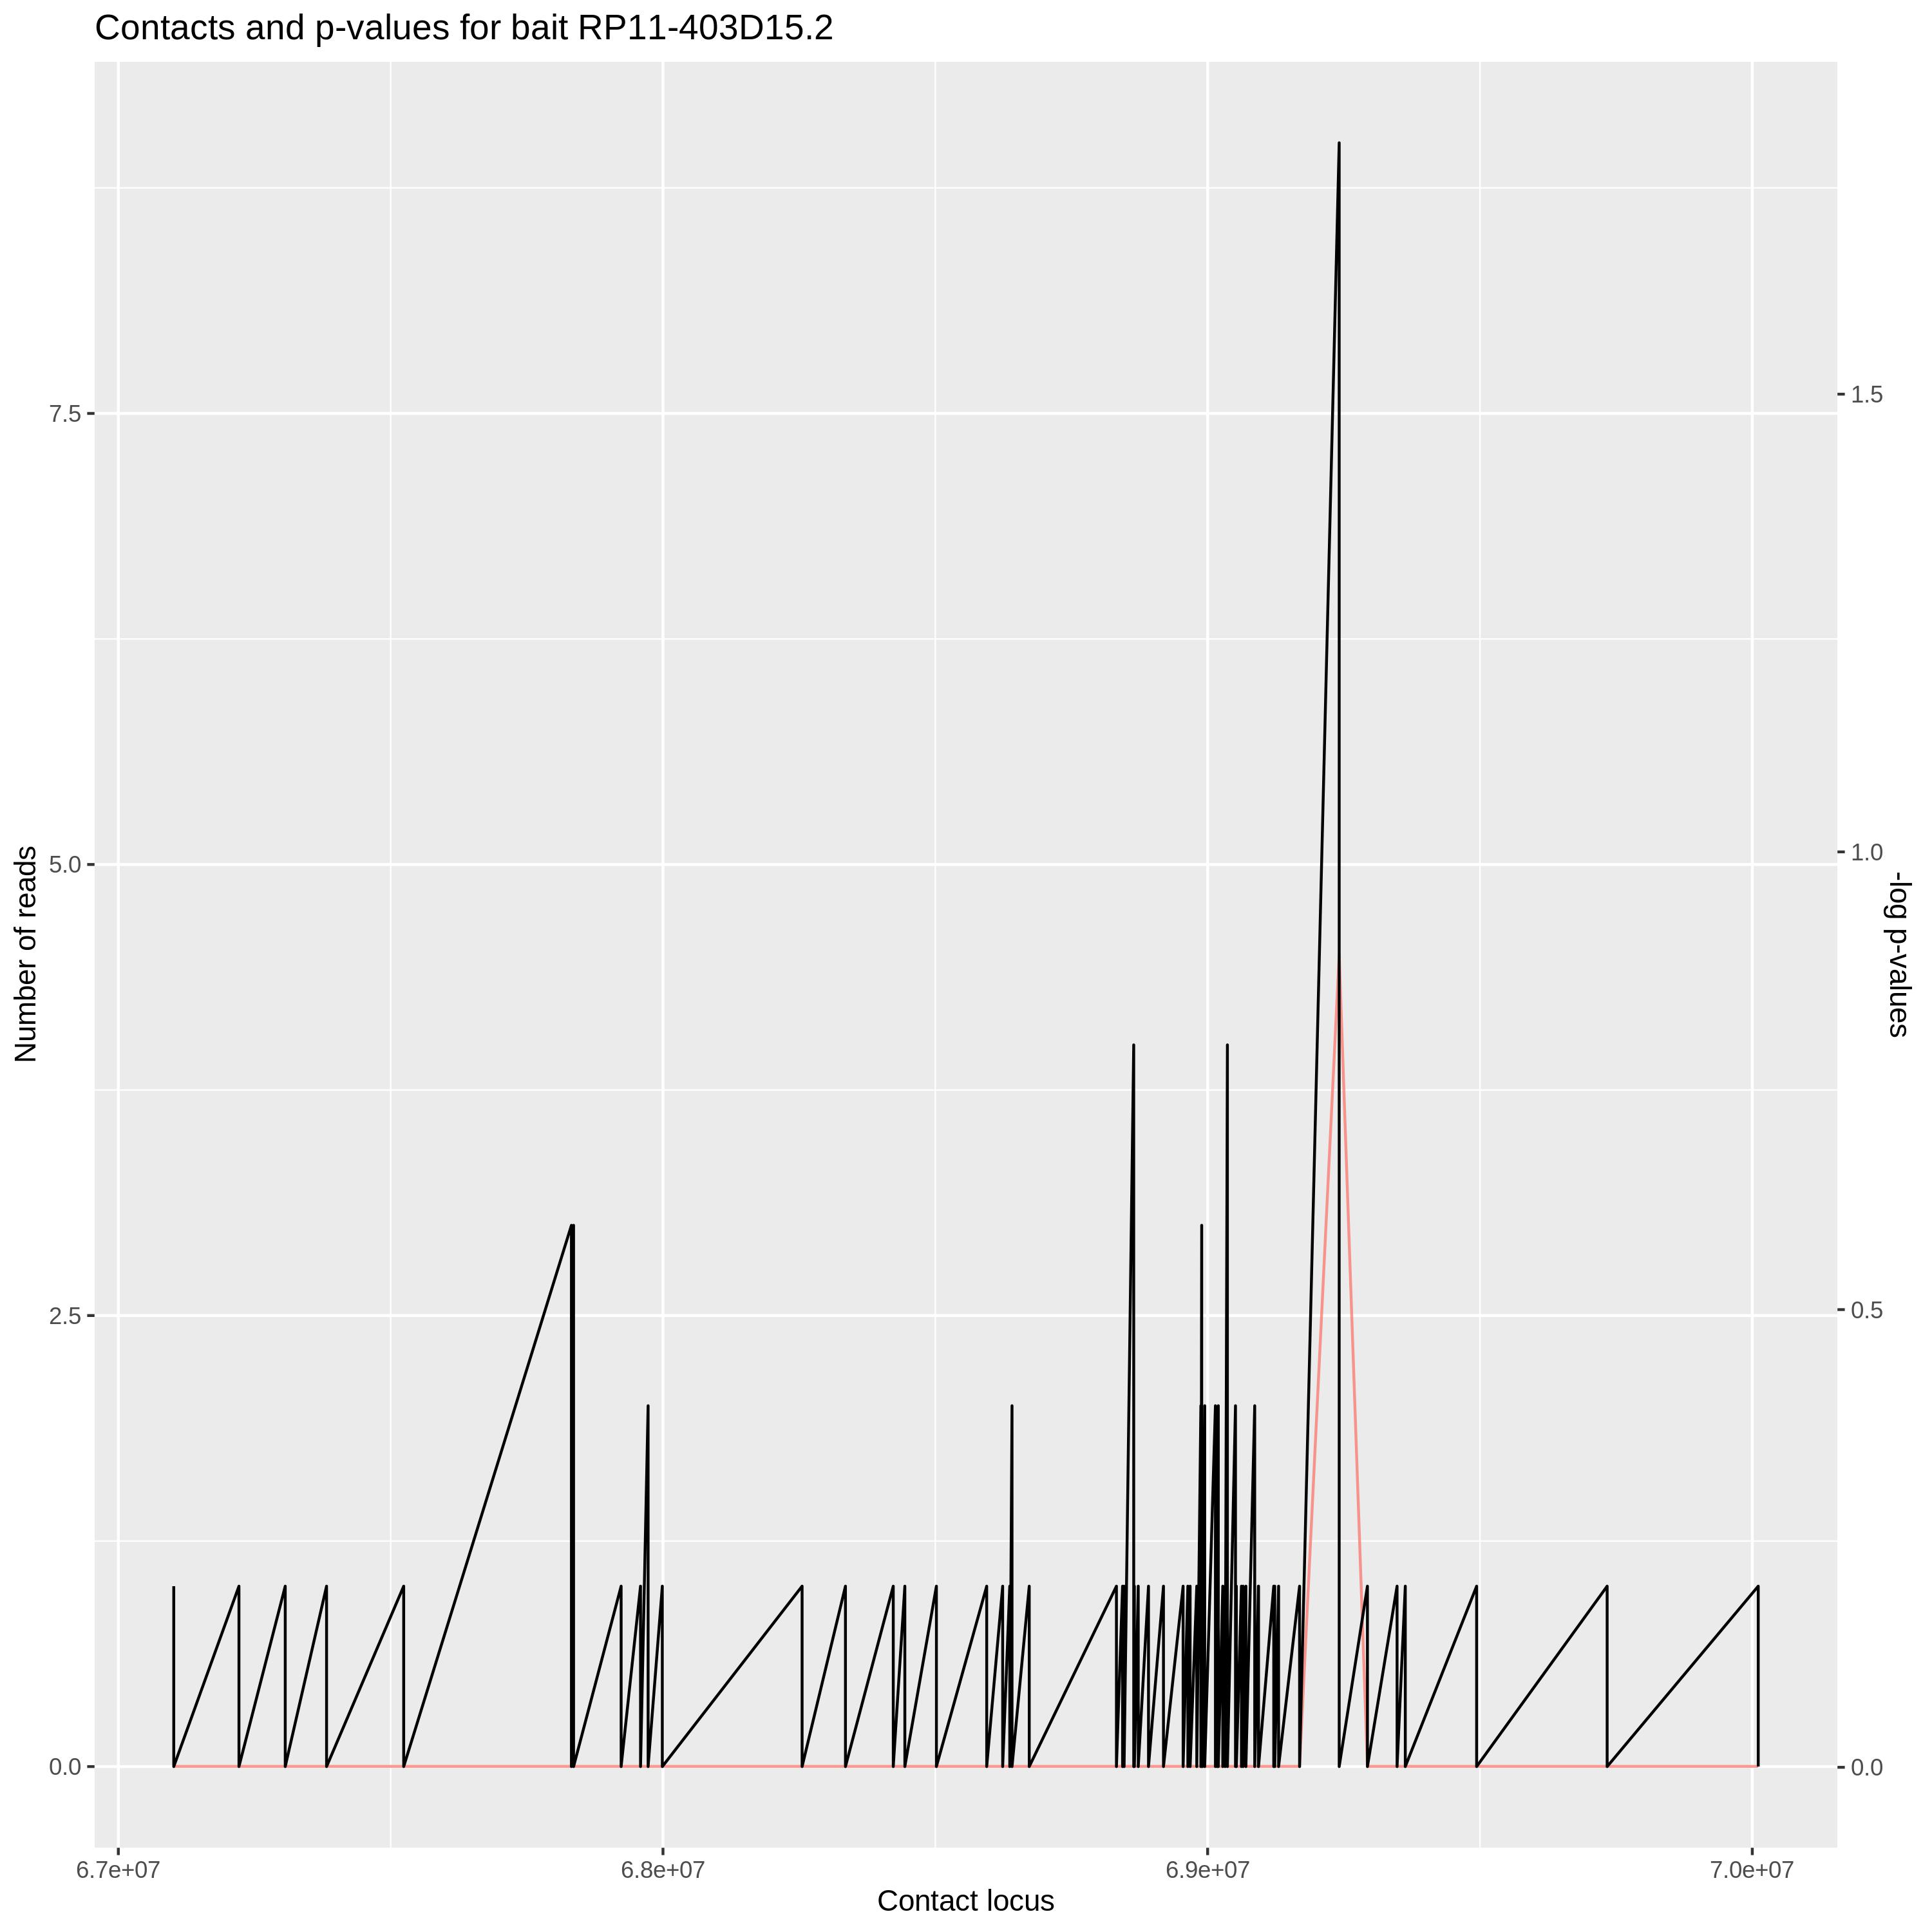 Contacts and p-values for bait RP11-403D15.2
7.5
5.0
2.5
0.0
Number of reads
1.5
1.0
0.5
0.0
-log p-values
6.7e+07
6.8e+07
6.9e+07
7.0e+07
Contact locus